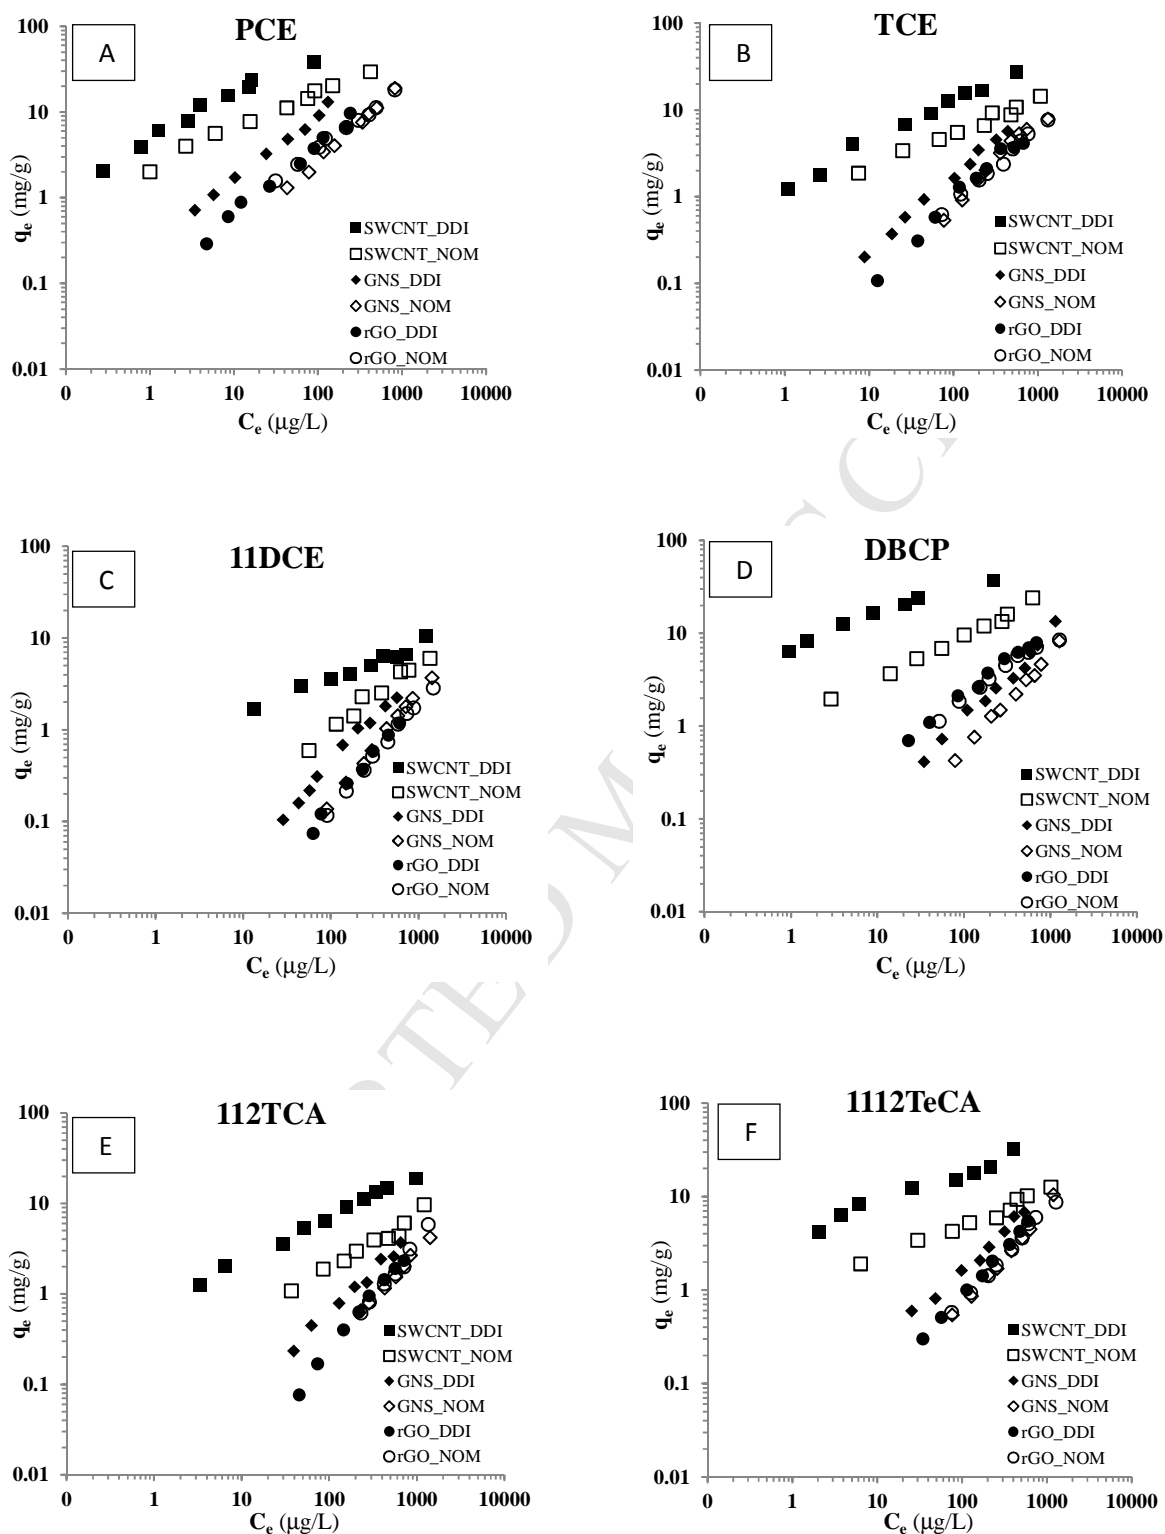 A
PCE
100
10
1
0.1
0.01
qe (mg/g)
SWCNT_DDI
SWCNT_NOM
GNS_DDI
GNS_NOM
rGO_DDI
rGO_NOM
0 1 10 100 1000 10000
Ce (µg/L)
B
TCE
100
10
1
0.1
0.01
qe (mg/g)
SWCNT_DDI
SWCNT_NOM
GNS_DDI
GNS_NOM
rGO_DDI
rGO_NOM
0 1 10 100 1000 10000
Ce (µg/L)
C
11DCE
100
10
1
0.1
0.01
qe (mg/g)
SWCNT_DDI
SWCNT_NOM
GNS_DDI
GNS_NOM
rGO_DDI
rGO_NOM
0 1 10 100 1000 10000
Ce (µg/L)
D
DBCP
100
10
1
0.1
0.01
qe (mg/g)
SWCNT_DDI
SWCNT_NOM
GNS_DDI
GNS_NOM
rGO_DDI
rGO_NOM
0 1 10 100 1000 10000
Ce (µg/L)
E
112TCA
100
10
1
0.1
0.01
qe (mg/g)
SWCNT_DDI
SWCNT_NOM
GNS_DDI
GNS_NOM
rGO_DDI
rGO_NOM
0 1 10 100 1000 10000
Ce (µg/L)
F
1112TeCA
100
10
1
0.1
0.01
qe (mg/g)
SWCNT_DDI
SWCNT_NOM
GNS_DDI
GNS_NOM
rGO_DDI
rGO_NOM
0 1 10 100 1000 10000
Ce (µg/L)